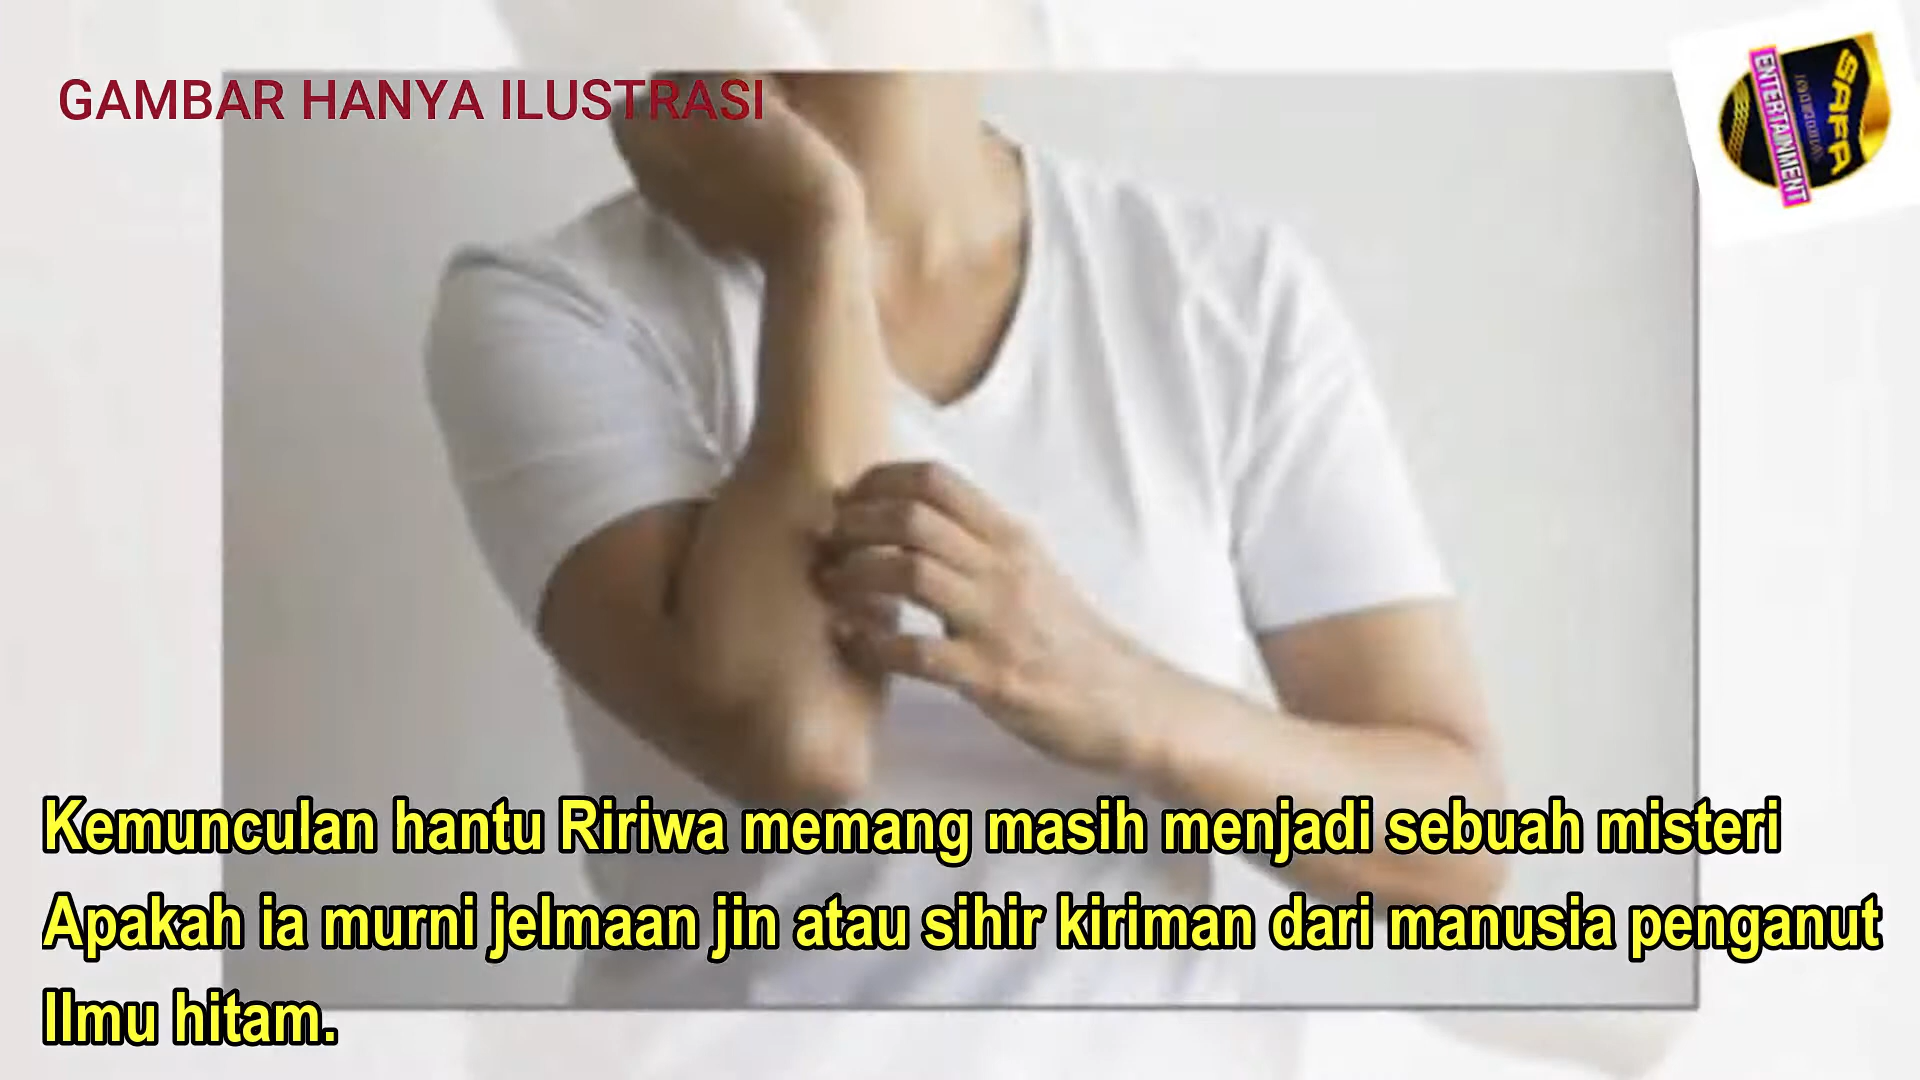 GAMBAR HANYA ILUSTRASI
SAFA
ENTERTAINMENT
Kemunculan hantu Ririwa memang masih menjadi sebuah misteri
Apakah ia murni jelmaan jin atau sihir kiriman dari manusia penganut
Ilmu hitam.